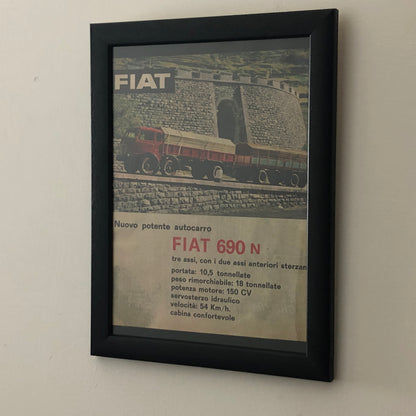 FIAT
Nuovo potente autocarro
FIAT 690 N
tre assi, con i due assi anteriori sterzan
portata: 10,5 tonnellate
peso rimorchiabile: 18 tonnellate
potenza motore: 150 CV
servosterzo idraulico
velocità: 54 Km/h.
cabina confortevole